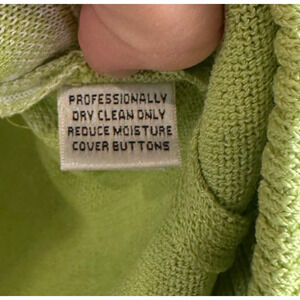 PROFESSIONALLY
DRY CLEAN ONLY
REDUCE MOISTURE
COVER BUTTONS